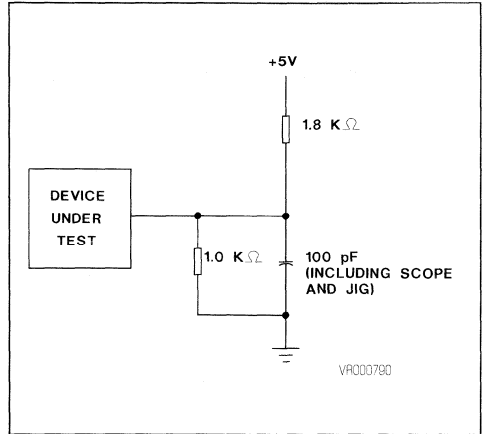 +5V
1.8 KΩ
DEVICE
UNDER
TEST
1.0 KΩ
100 pF
(INCLUDING SCOPE
AND JIG)
VR000790